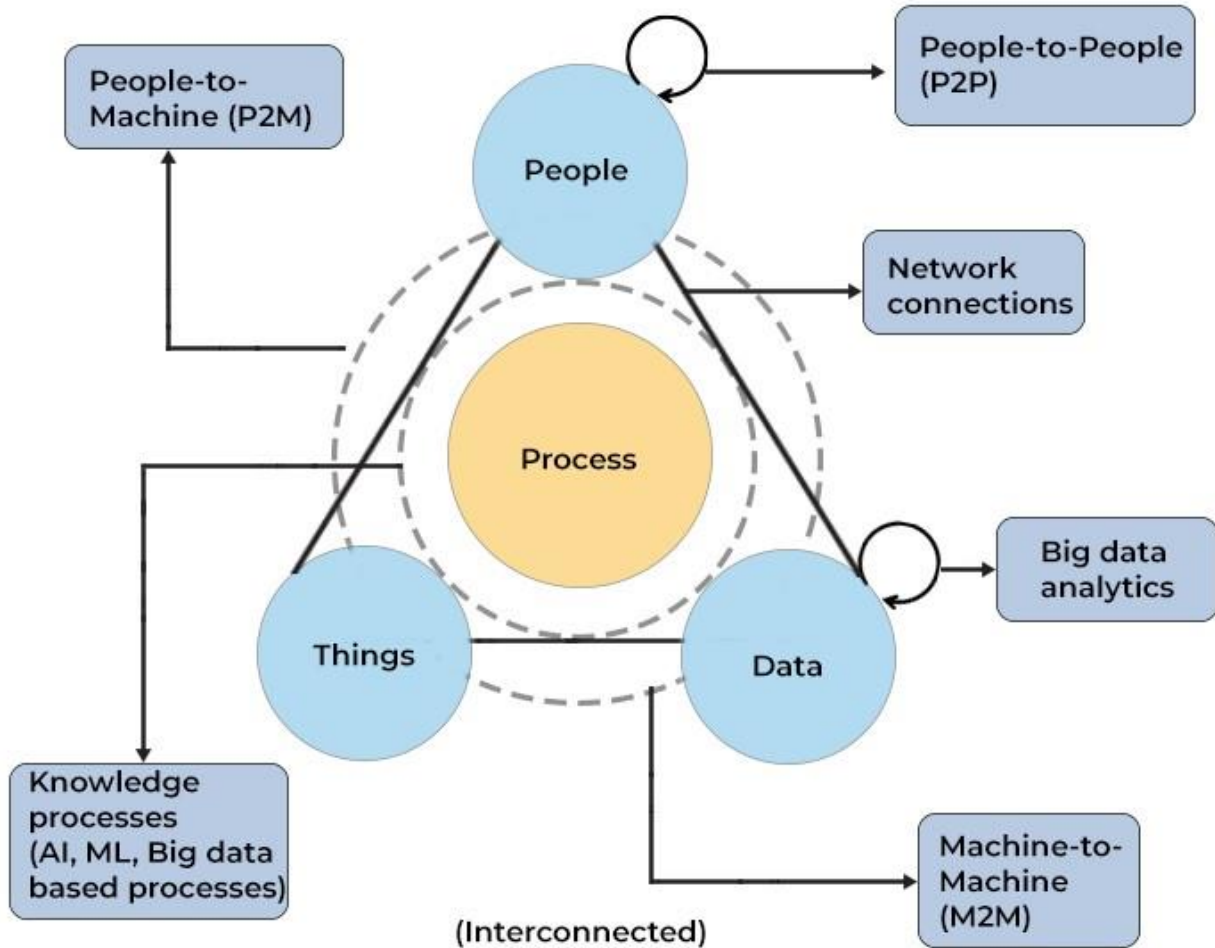 People-to-People
(P2P)
People-to-
Machine (P2M)
People
Network
connections
Process
Big data
analytics
Things
Data
Knowledge
processes
(AI, ML, Big data
based processes)
Machine-to-
Machine
(M2M)
(Interconnected)